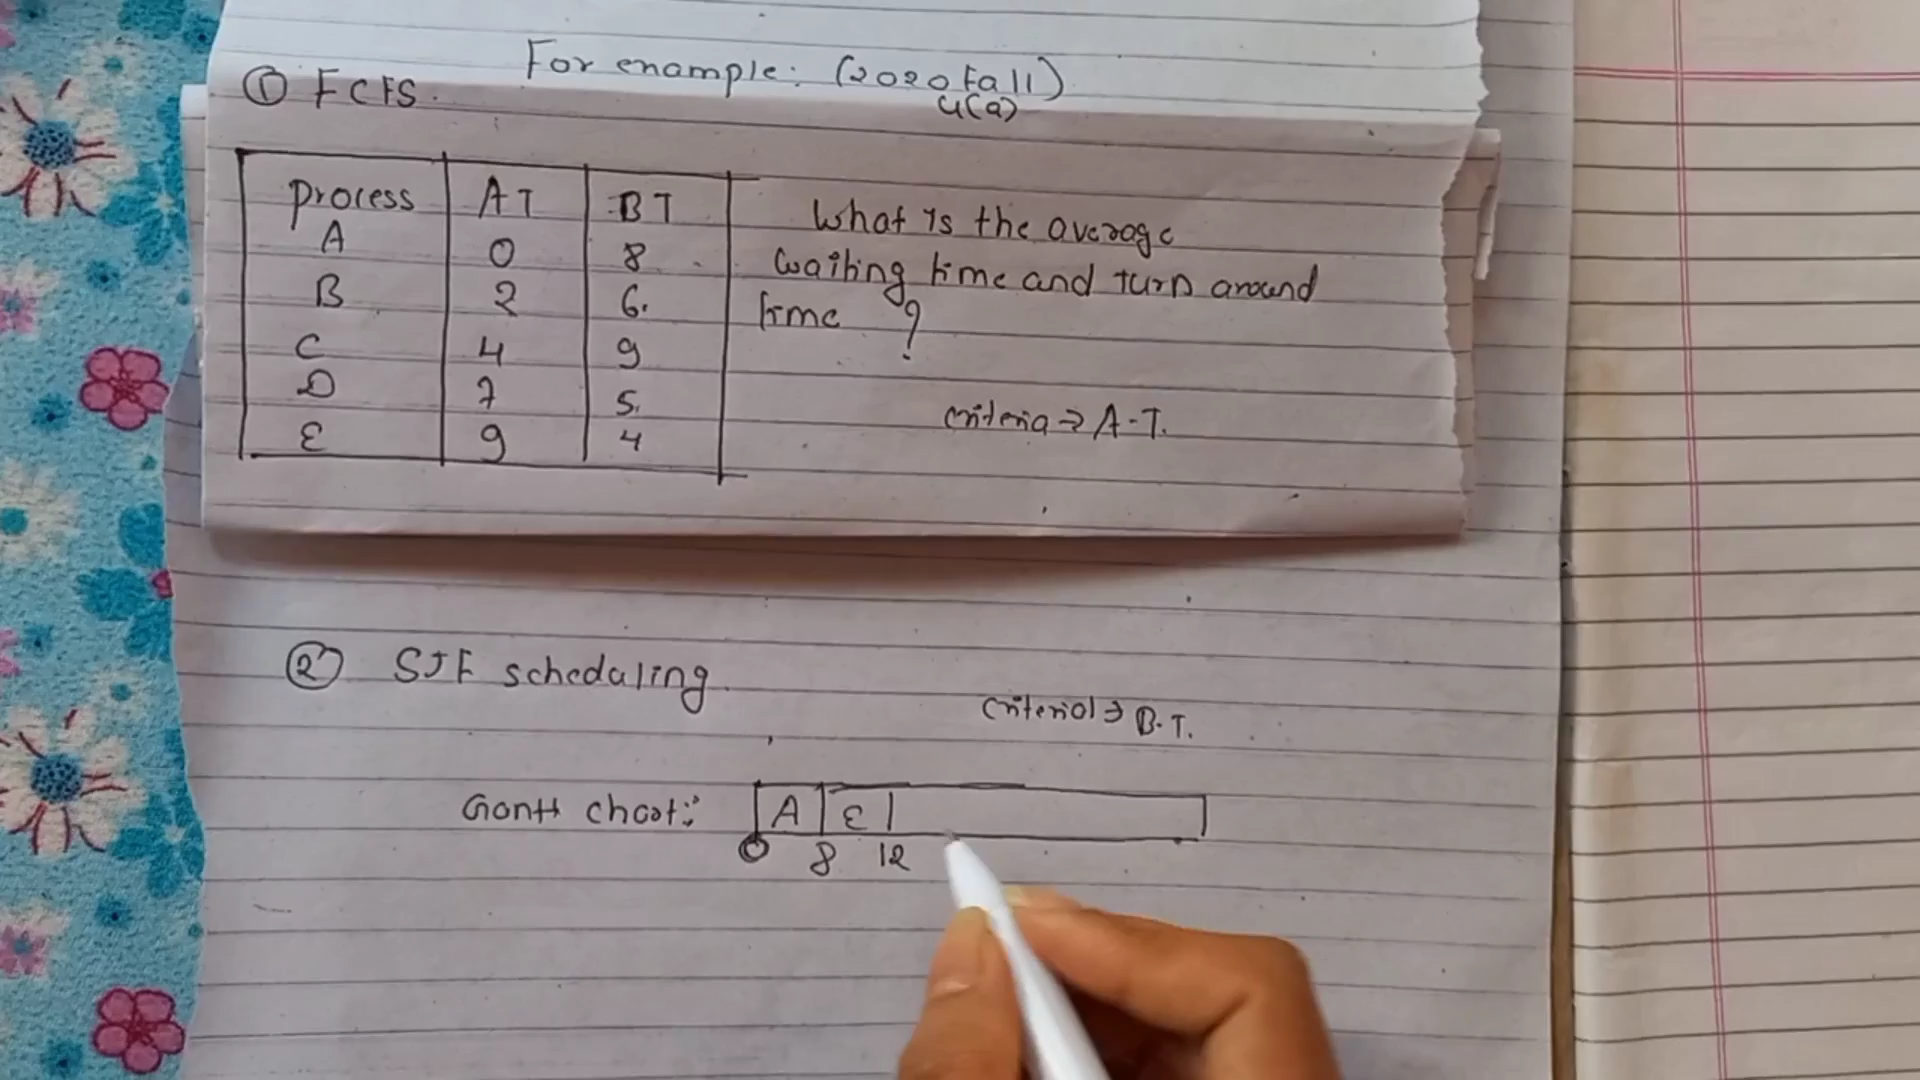 For enample: (2020 Fall)
4(a)
① FCFS.
Process AT BT
A 0 8
B 2 6.
C 4 9
D 7 5.
E 9 4
What is the average
waiting time and turn around
time ?
criteria → A-T.
② SJF schedaling
criterial → B.T.
Gantt chart:
A E
0 8 12